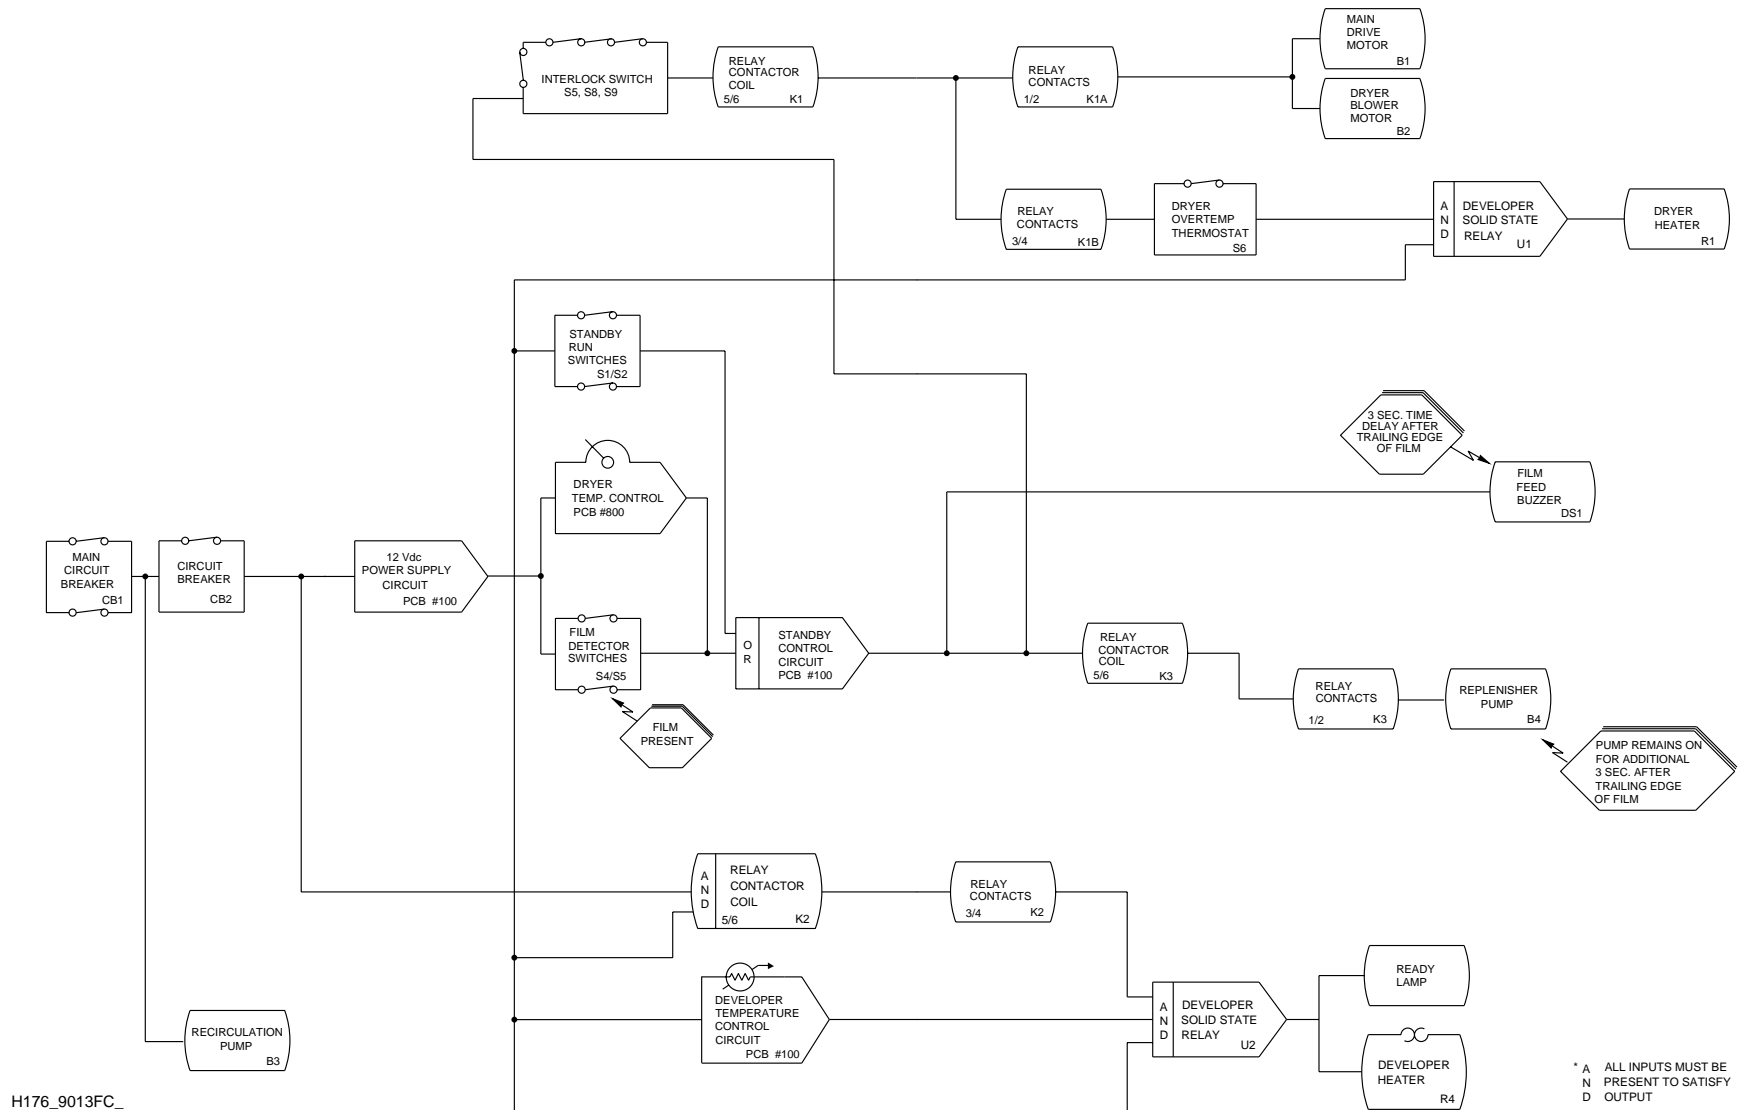 MAIN
DRIVE
MOTOR
B1
INTERLOCK SWITCH
S5, S8, S9
RELAY
CONTACTOR
COIL
5/6 K1
RELAY
CONTACTS
1/2 K1A
DRYER
BLOWER
MOTOR
B2
RELAY
CONTACTS
3/4 K1B
DRYER
OVERTEMP
THERMOSTAT
S6
A
N
D
DEVELOPER
SOLID STATE
RELAY
U1
DRYER
HEATER
R1
STANDBY
RUN
SWITCHES
S1/S2
3 SEC. TIME
DELAY AFTER
TRAILING EDGE
OF FILM
DRYER
TEMP. CONTROL
PCB #800
FILM
FEED
BUZZER
DS1
MAIN
CIRCUIT
BREAKER
CB1
CIRCUIT
BREAKER
CB2
12 Vdc
POWER SUPPLY
CIRCUIT
PCB #100
FILM
DETECTOR
SWITCHES
S4/S5
O
R
STANDBY
CONTROL
CIRCUIT
PCB #100
RELAY
CONTACTOR
COIL
5/6 K3
RELAY
CONTACTS
1/2 K3
REPLENISHER
PUMP
B4
FILM
PRESENT
PUMP REMAINS ON
FOR ADDITIONAL
3 SEC. AFTER
TRAILING EDGE
OF FILM
A
N
D
RELAY
CONTACTOR
COIL
5/6 K2
RELAY
CONTACTS
3/4 K2
READY
LAMP
DEVELOPER
TEMPERATURE
CONTROL
CIRCUIT
PCB #100
A
N
D
DEVELOPER
SOLID STATE
RELAY
U2
RECIRCULATION
PUMP
B3
DEVELOPER
HEATER
R4
* A ALL INPUTS MUST BE
N PRESENT TO SATISFY
D OUTPUT
H176_9013FC_